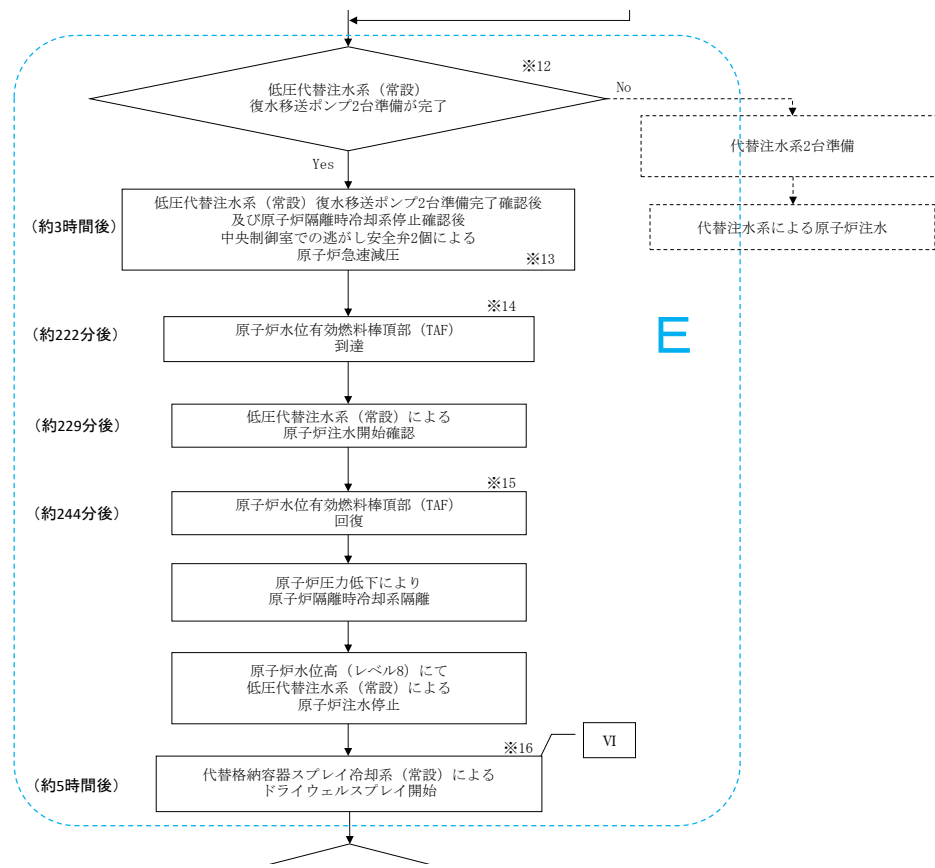 ※12
低圧代替注水系（常設）
復水移送ポンプ2台準備が完了
No
代替注水系2台準備
Yes
代替注水系による原子炉注水
（約3時間後）
低圧代替注水系（常設）復水移送ポンプ2台準備完了確認後
及び原子炉隔離時冷却系停止確認後
中央制御室での逃がし安全弁2個による
原子炉急速減圧
※13
※14
（約222分後）
原子炉水位有効燃料棒頂部（TAF）
到達
E
（約229分後）
低圧代替注水系（常設）による
原子炉注水開始確認
※15
（約244分後）
原子炉水位有効燃料棒頂部（TAF）
回復
原子炉圧力低下により
原子炉隔離時冷却系隔離
原子炉水位高（レベル8）にて
低圧代替注水系（常設）による
原子炉注水停止
※16
Ⅵ
（約5時間後）
代替格納容器スプレイ冷却系（常設）による
ドライウェルスプレイ開始